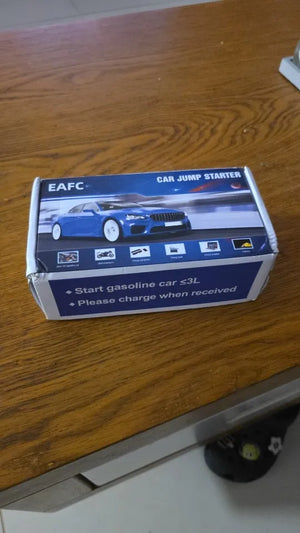 EAFC
CAR JUMP STARTER
Start gasoline car ≤3L
Please charge when received